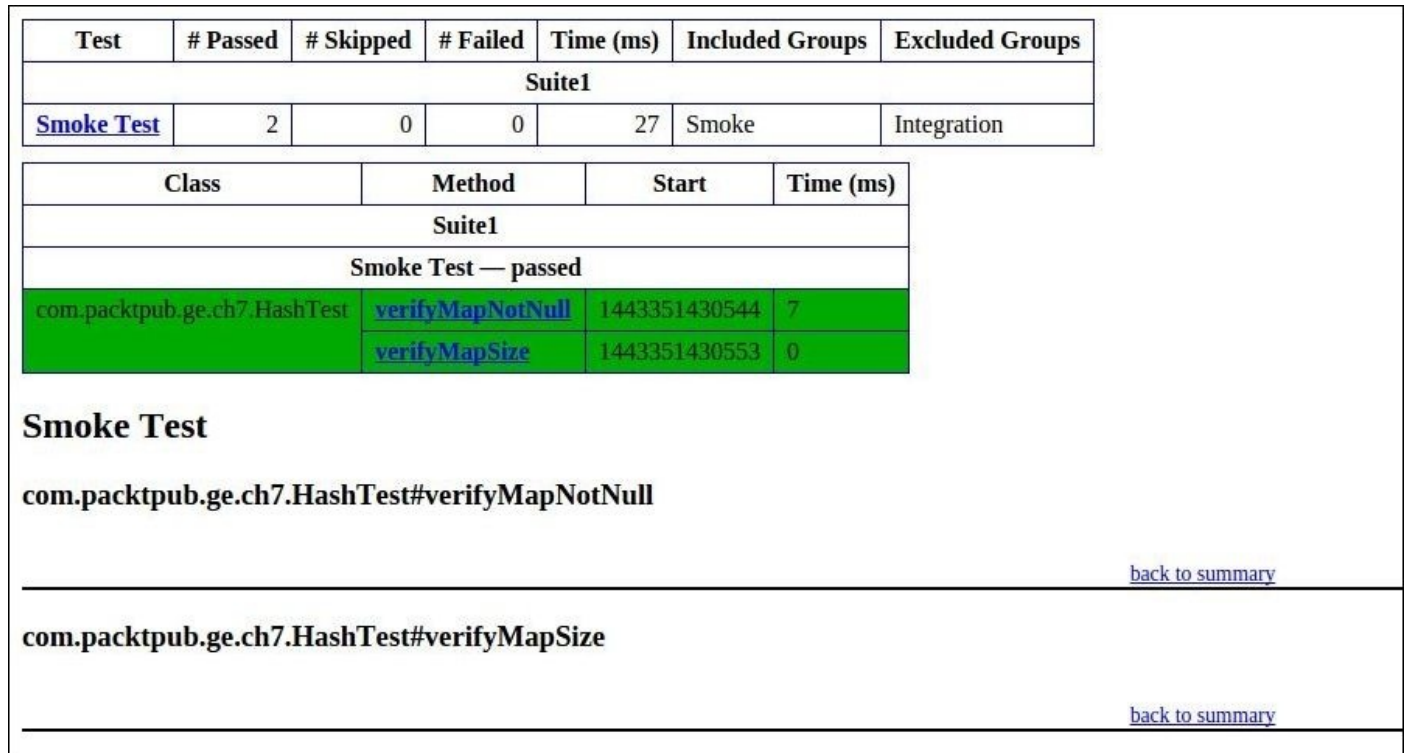 Test # Passed # Skipped # Failed Time (ms) Included Groups Excluded Groups
Suite1
Smoke Test 2 0 0 27 Smoke Integration
Class Method Start Time (ms)
Suite1
Smoke Test — passed
com.packtpub.ge.ch7.HashTest verifyMapNotNull 1443351430544 7
verifyMapSize 1443351430553 0
Smoke Test
com.packtpub.ge.ch7.HashTest#verifyMapNotNull
back to summary
com.packtpub.ge.ch7.HashTest#verifyMapSize
back to summary